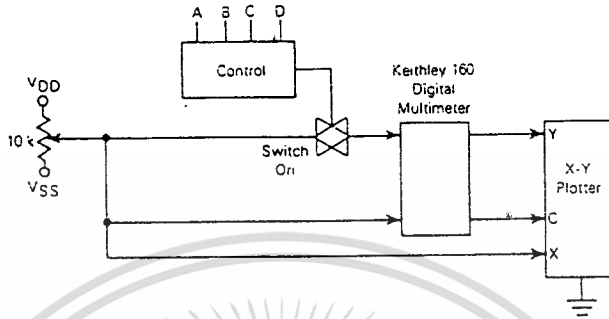 A B C D
Control
Keithley 160
Digital
Multimeter
VDD
10 k
VSS
Switch
On
Y
X-Y
Plotter
C
X